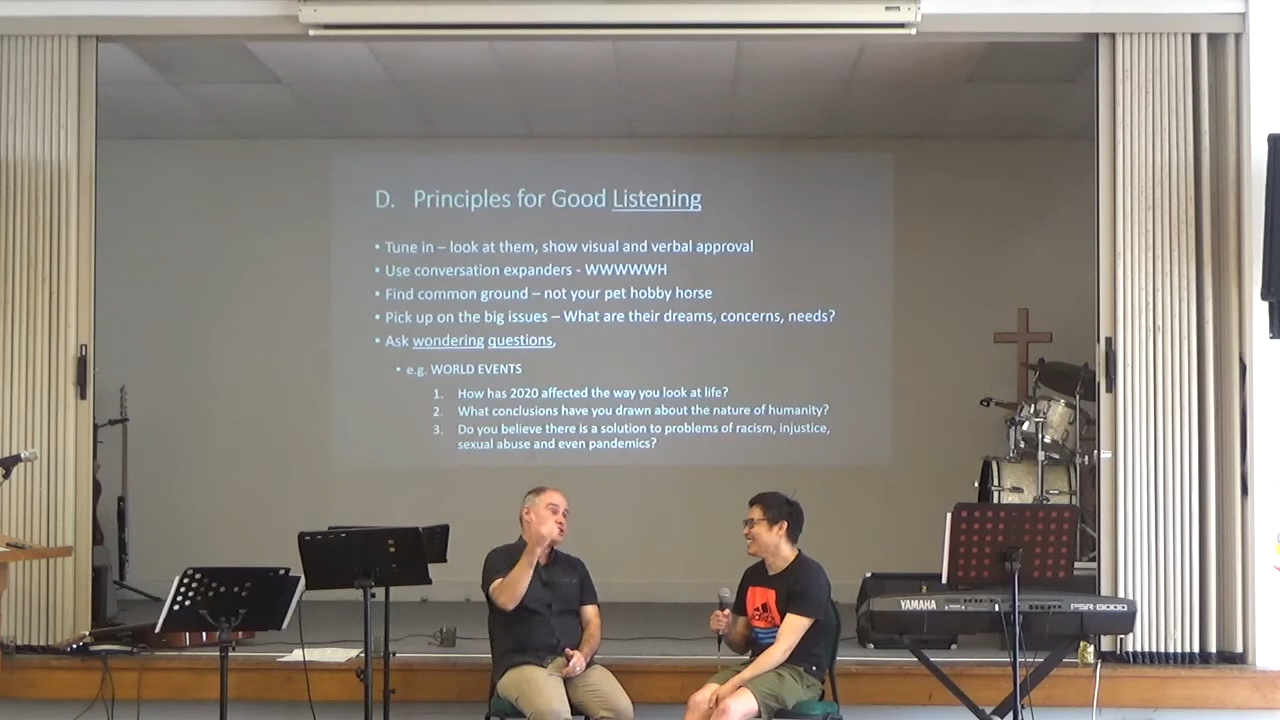 D. Principles for Good Listening
• Tune in – look at them, show visual and verbal approval
• Use conversation expanders - WWWWWH
• Find common ground – not your pet hobby horse
• Pick up on the big issues – What are their dreams, concerns, needs?
• Ask wondering questions,
• e.g. WORLD EVENTS
1. How has 2020 affected the way you look at life?
2. What conclusions have you drawn about the nature of humanity?
3. Do you believe there is a solution to problems of racism, injustice,
sexual abuse and even pandemics?
YAMAHA
PSR-8000